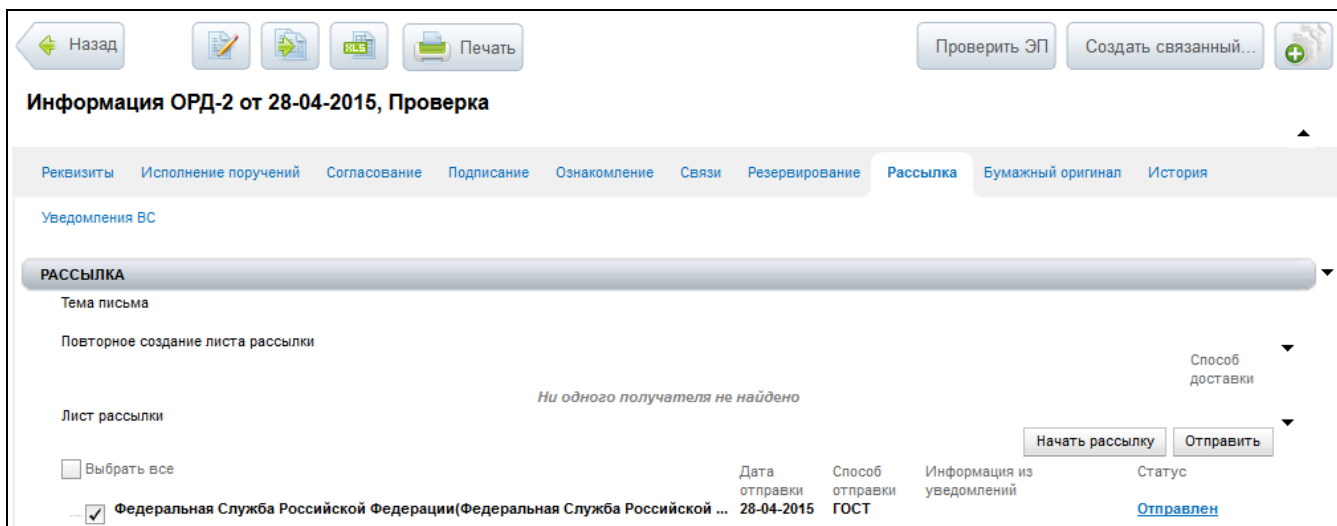 Назад
XLS
Печать
Проверить ЭП
Создать связанный...
Информация ОРД-2 от 28-04-2015, Проверка
Реквизиты Исполнение поручений Согласование Подписание Ознакомление Связи Резервирование Рассылка Бумажный оригинал История
Уведомления ВС
РАССЫЛКА
Тема письма
Повторное создание листа рассылки
Способ
доставки
Ни одного получателя не найдено
Лист рассылки
Начать рассылку Отправить
Выбрать все
Дата отправки
Способ отправки
Информация из уведомлений
Статус
Федеральная Служба Российской Федерации(Федеральная Служба Российской ... 28-04-2015 ГОСТ Отправлен